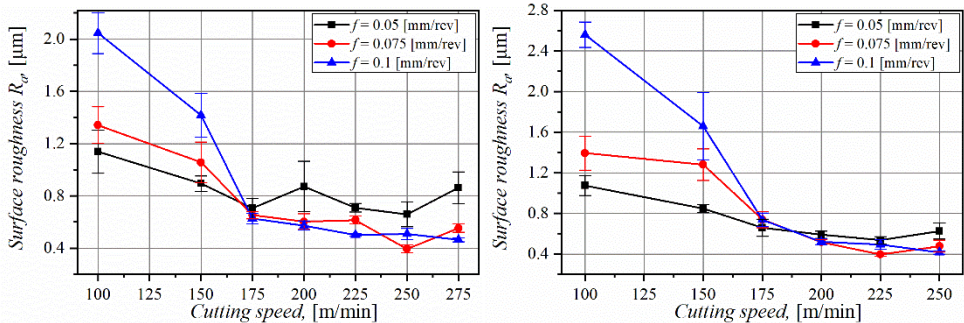 Surface roughness Rₐ, [µm]
2.0
1.6
1.2
0.8
0.4
f = 0.05 [mm/rev]
f = 0.075 [mm/rev]
f = 0.1 [mm/rev]
100 125 150 175 200 225 250 275
Cutting speed, [m/min]
Surface roughness Rₐ, [µm]
2.8
2.4
2.0
1.6
1.2
0.8
0.4
f = 0.05 [mm/rev]
f = 0.075 [mm/rev]
f = 0.1 [mm/rev]
100 125 150 175 200 225 250
Cutting speed, [m/min]